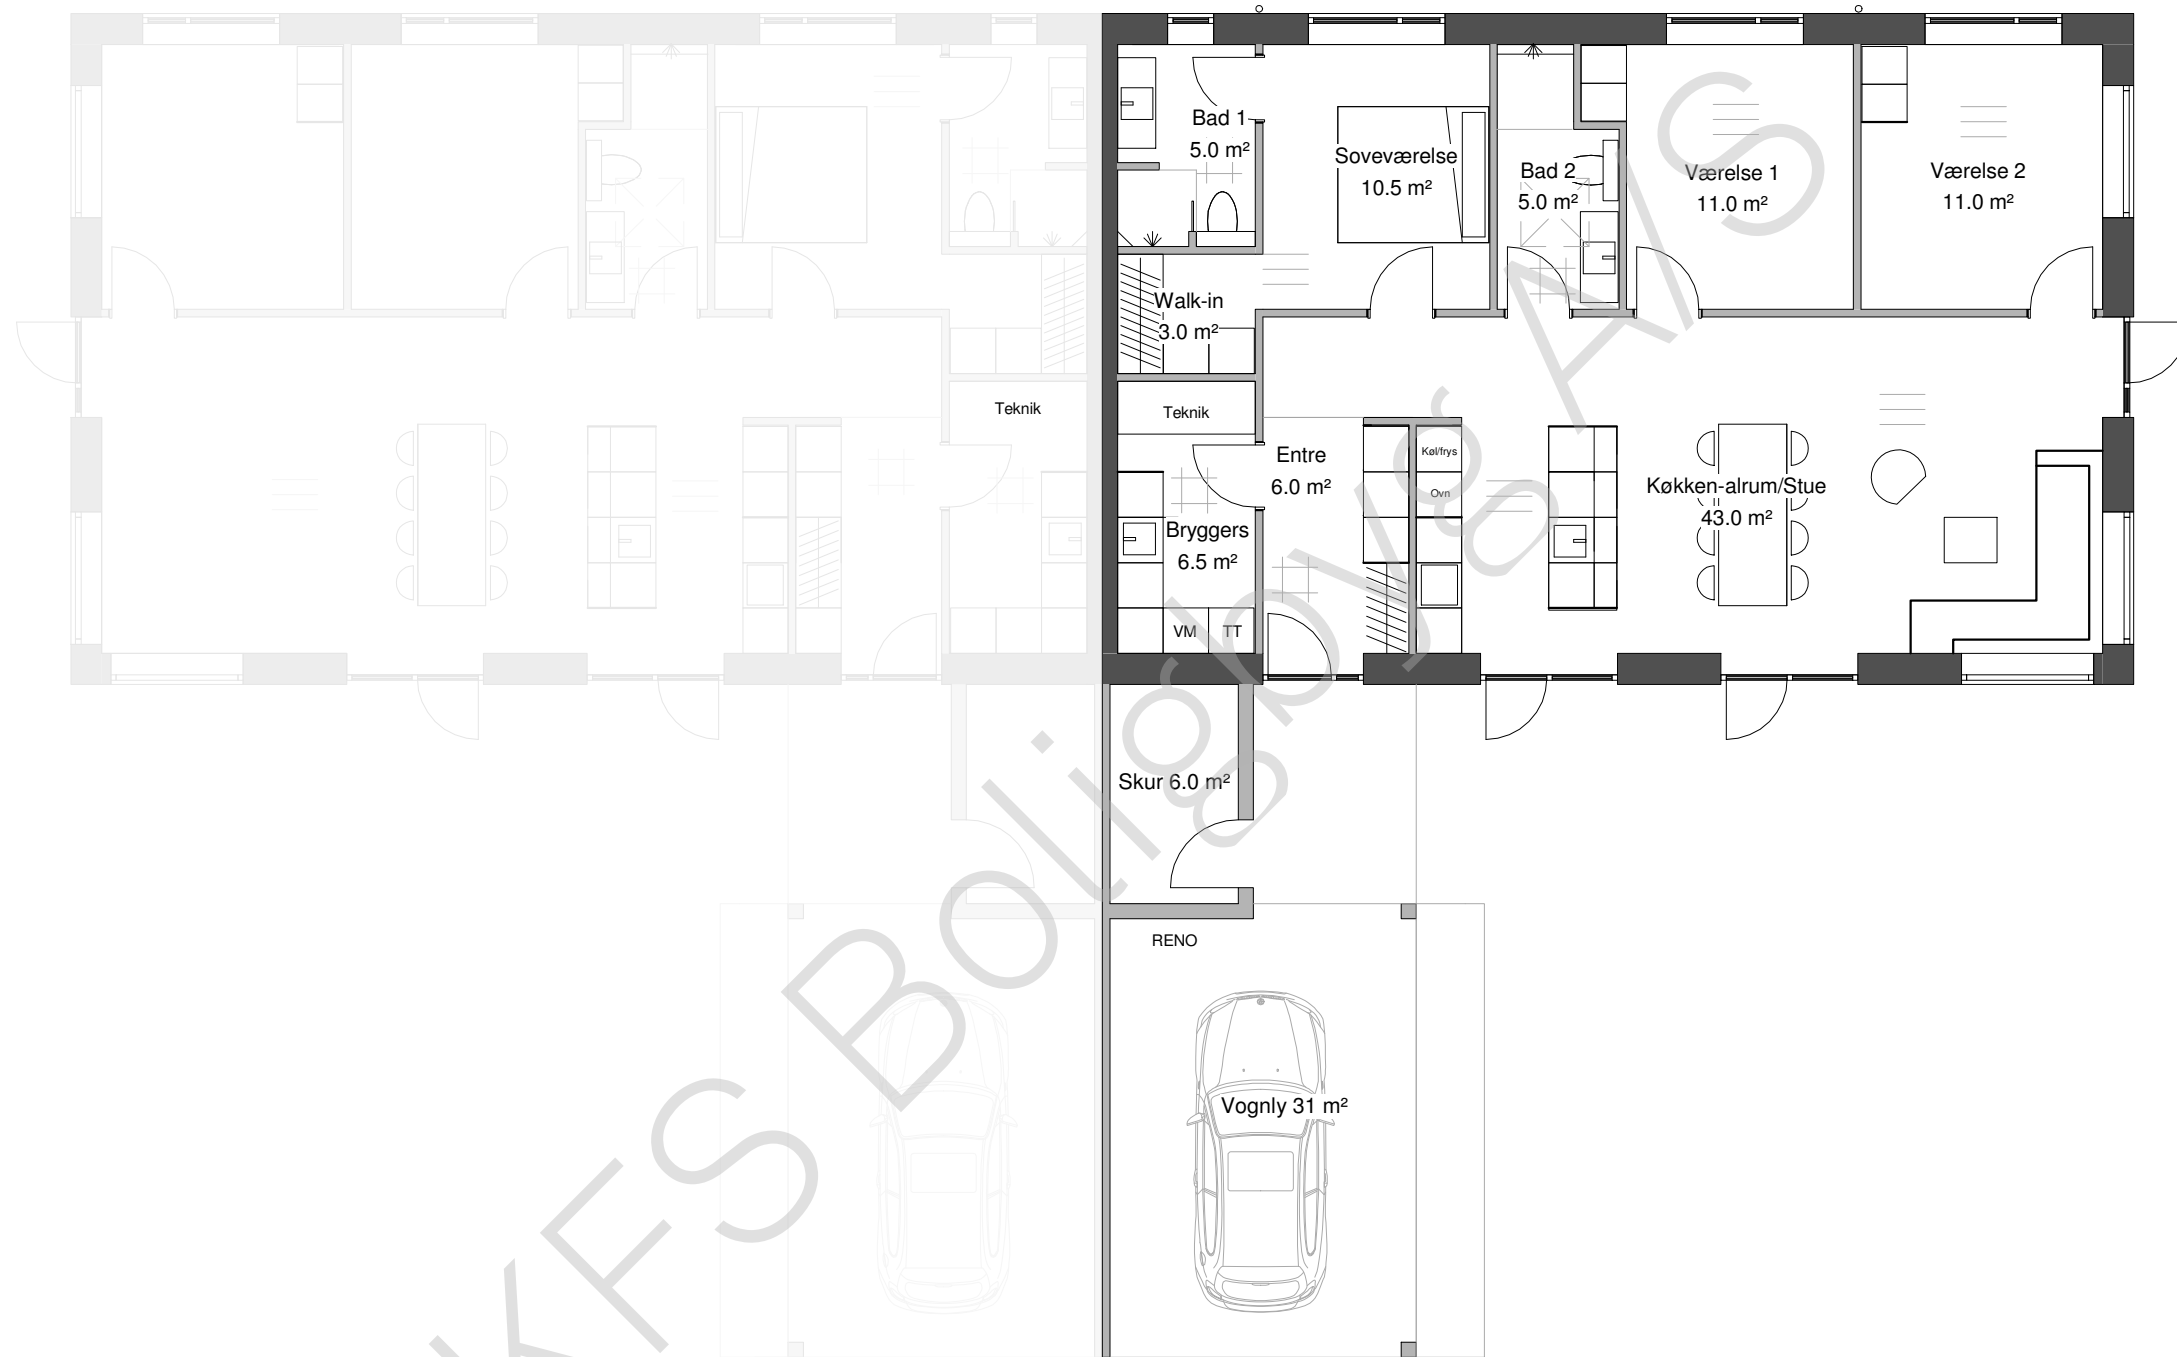 Bad 1
5.0 m²
Soveværelse
10.5 m²
Bad 2
5.0 m²
Værelse 1
11.0 m²
Værelse 2
11.0 m²
Walk-in
3.0 m²
Teknik
Teknik
Entre
6.0 m²
Køl/frys
Ovn
Køkken-alrum/Stue
43.0 m²
Bryggers
6.5 m²
VM
TT
Skur 6.0 m²
RENO
Vognly 31 m²
KFS Boligbyg A/S